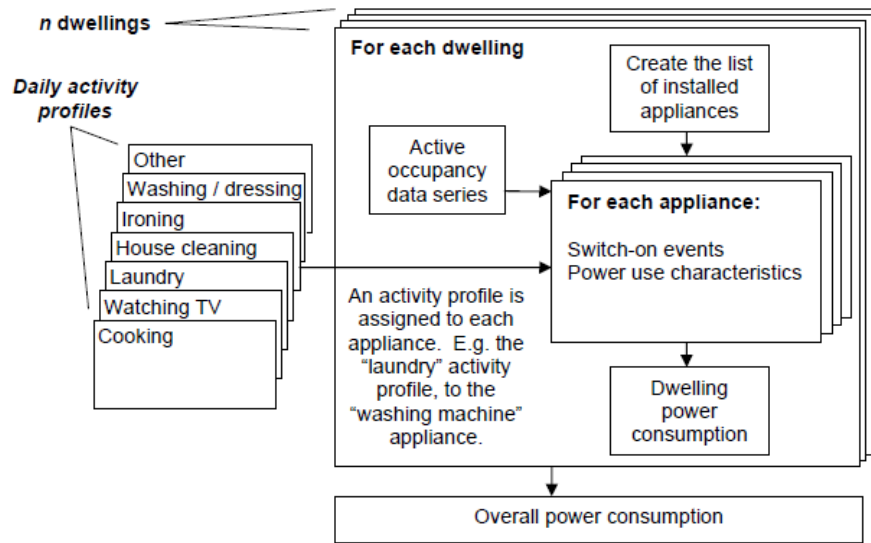 n dwellings
Daily activity
profiles
Other
Washing / dressing
Ironing
House cleaning
Laundry
Watching TV
Cooking
For each dwelling
Create the list
of installed
appliances
Active
occupancy
data series
For each appliance:
Switch-on events
Power use characteristics
An activity profile is
assigned to each
appliance. E.g. the
“laundry” activity
profile, to the
“washing machine”
appliance.
Dwelling
power
consumption
Overall power consumption